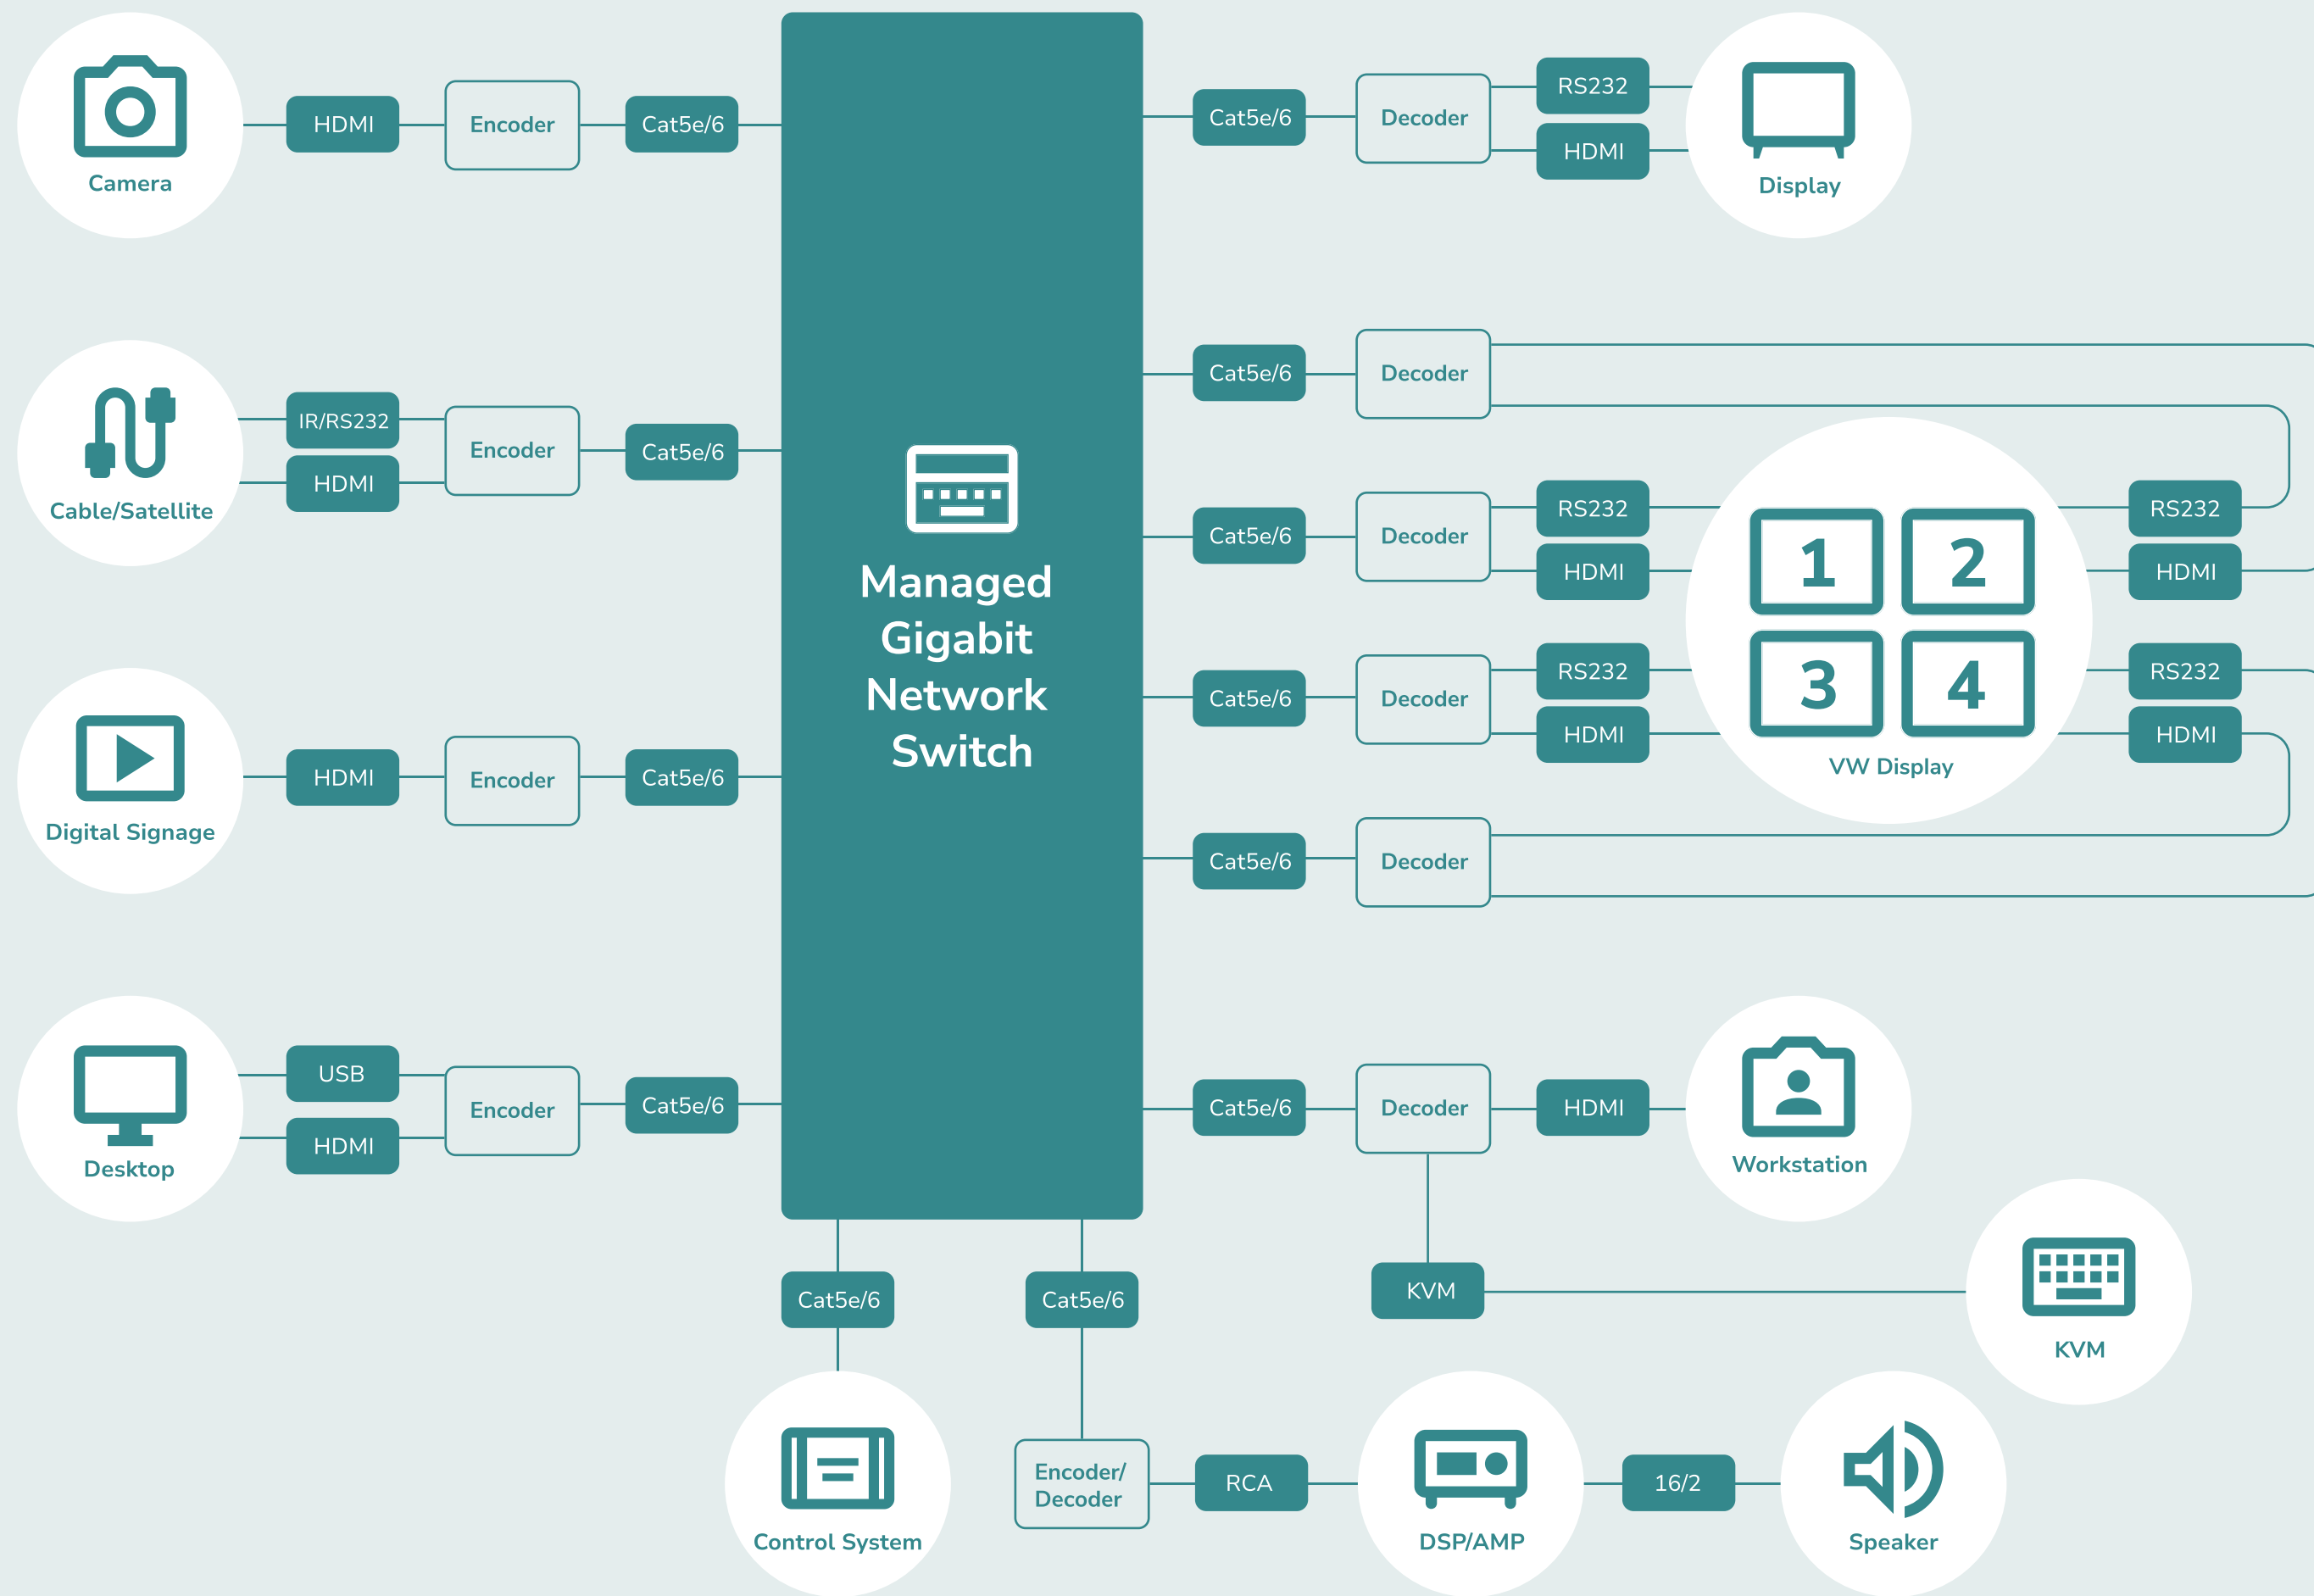 Camera
HDMI
Encoder
Cat5e/6
Cable/Satellite
IR/RS232
HDMI
Encoder
Cat5e/6
Digital Signage
HDMI
Encoder
Cat5e/6
Desktop
USB
HDMI
Encoder
Cat5e/6
Managed
Gigabit
Network
Switch
Cat5e/6
Decoder
RS232
HDMI
Display
Cat5e/6
Decoder
Cat5e/6
Decoder
RS232
HDMI
Cat5e/6
Decoder
RS232
HDMI
1
2
3
4
VW Display
RS232
HDMI
RS232
HDMI
Cat5e/6
Decoder
Cat5e/6
Decoder
HDMI
Workstation
KVM
KVM
Cat5e/6
Control System
Cat5e/6
Encoder/
Decoder
RCA
DSP/AMP
16/2
Speaker